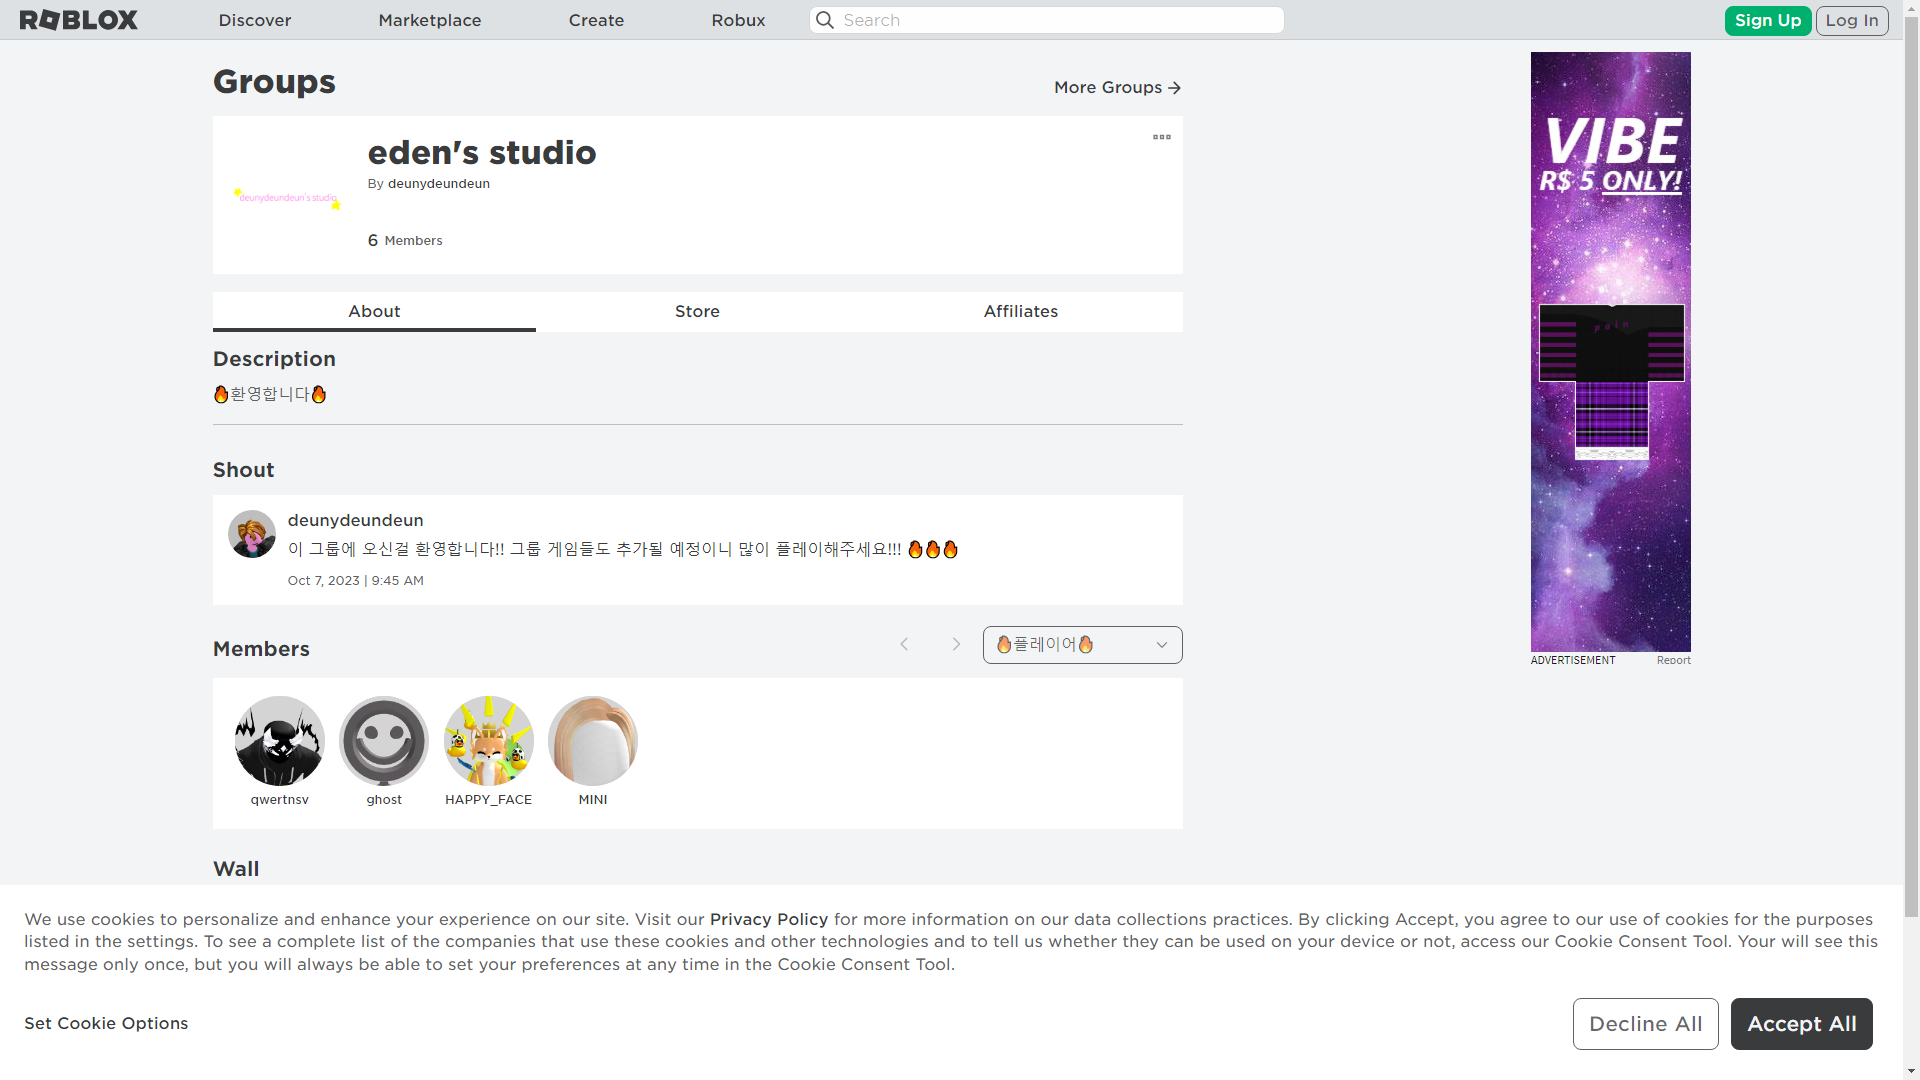 ROBLOX Discover Marketplace Create Robux Search Sign Up Log In
Groups
More Groups
eden's studio
By deunydeundeun
deunydeundeun's studio
6 Members
About Store Affiliates
Description
🔥환영합니다🔥
Shout
deunydeundeun
이 그룹에 오신걸 환영합니다!! 그룹 게임들도 추가될 예정이니 많이 플레이해주세요!!! 🔥🔥🔥
Oct 7, 2023 | 9:45 AM
Members
🔥플레이어🔥
qwertnsv ghost HAPPY_FACE MINI
Wall
VIBE
R$ 5 ONLY!
pain
ADVERTISEMENT Report
We use cookies to personalize and enhance your experience on our site. Visit our Privacy Policy for more information on our data collections practices. By clicking Accept, you agree to our use of cookies for the purposes
listed in the settings. To see a complete list of the companies that use these cookies and other technologies and to tell us whether they can be used on your device or not, access our Cookie Consent Tool. Your will see this
message only once, but you will always be able to set your preferences at any time in the Cookie Consent Tool.
Set Cookie Options
Decline All
Accept All